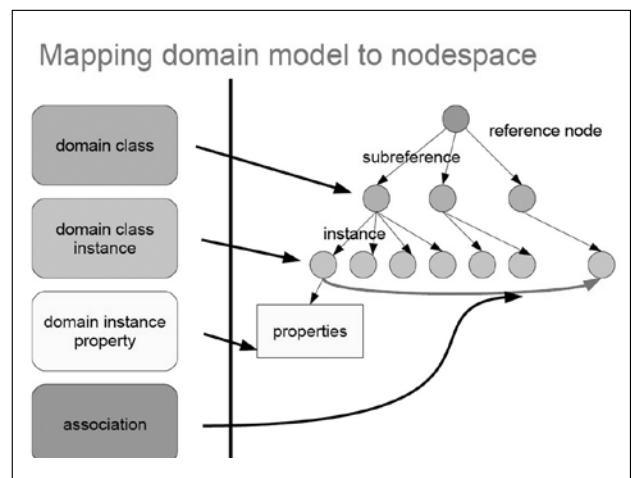 Mapping domain model to nodespace
domain class
domain class
instance
domain instance
property
association
reference node
subreference
instance
properties